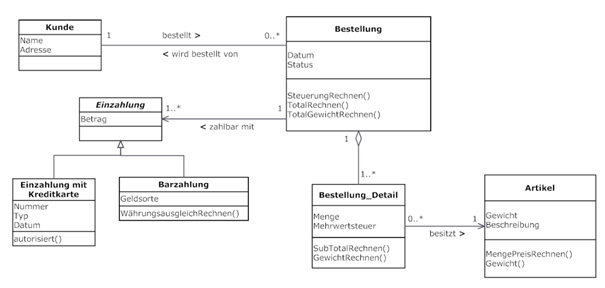 Kunde
Name
Adresse
1
bestellt >
0..*
< wird bestellt von
Bestellung
Datum
Status
SteuerungRechnen()
TotalRechnen()
TotalGewichtRechnen()
Einzahlung
Betrag
1..*
1
< zahlbar mit
Einzahlung mit
Kreditkarte
Nummer
Typ
Datum
autorisiert()
Barzahlung
Geldsorte
WährungsausgleichRechnen()
1
1..*
Bestellung_Detail
Menge
Mehrwertsteuer
SubTotalRechnen()
GewichtRechnen()
0..*
1
besitzt >
Artikel
Gewicht
Beschreibung
MengePreisRechnen()
Gewicht()